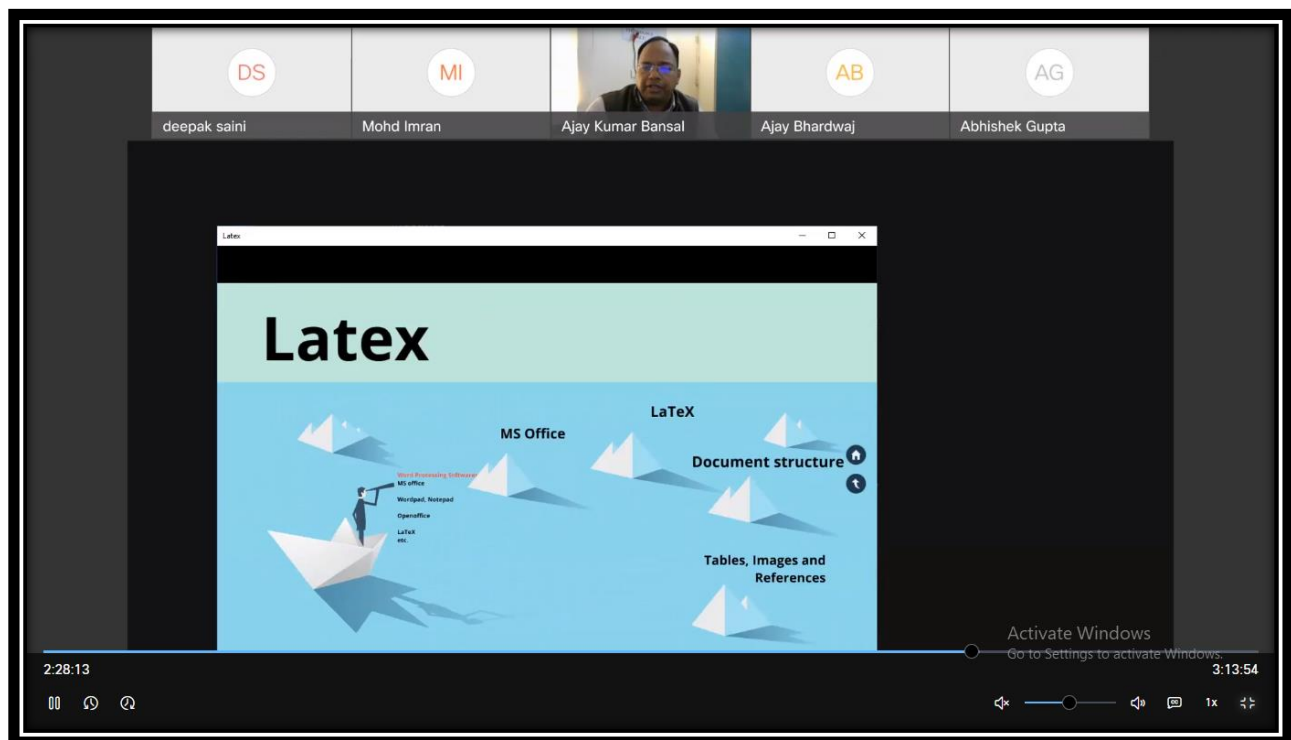 DS
MI
AB
AG
deepak saini
Mohd Imran
Ajay Kumar Bansal
Ajay Bhardwaj
Abhishek Gupta
Latex
Latex
LaTeX
MS Office
Document structure
Word Processing Softwares
MS office
Wordpad, Notepad
Openoffice
LaTeX
etc.
Tables, Images and
References
Activate Windows
Go to Settings to activate Windows.
2:28:13
3:13:54
1x